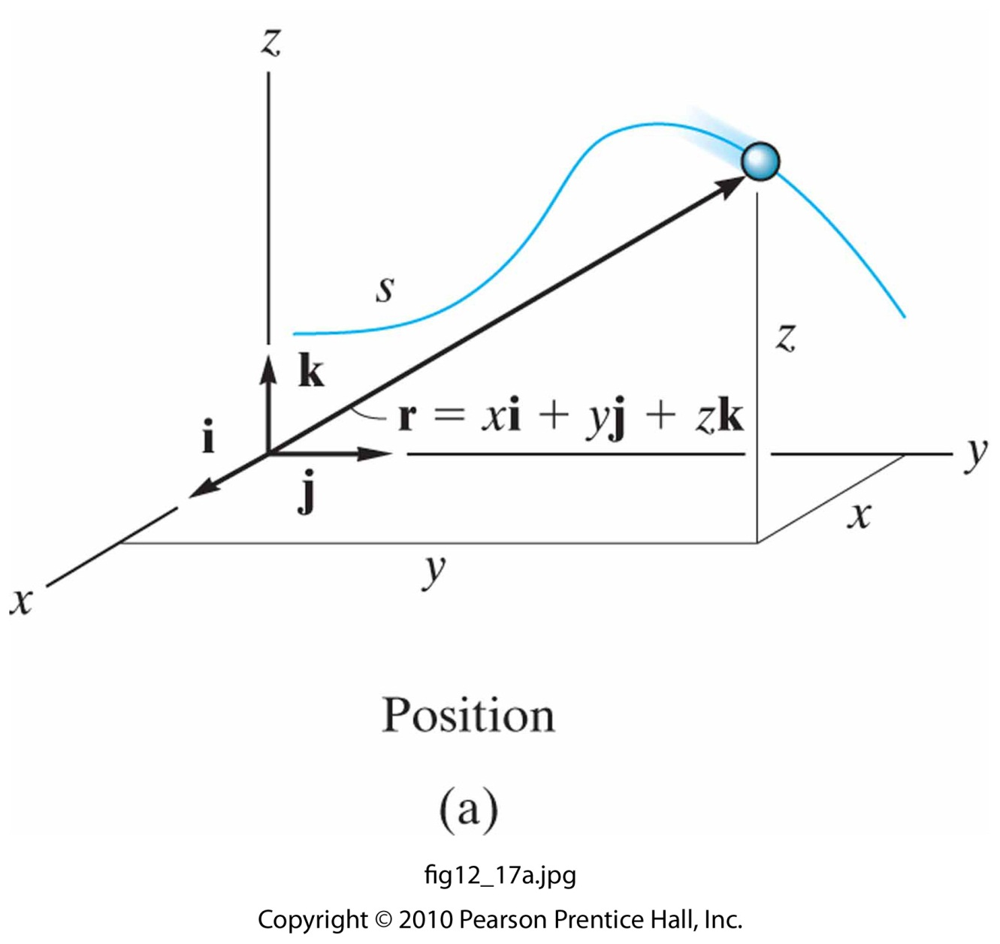 z
s
k
z
r = xi + yj + zk
i
y
j
x
y
x
Position
(a)
fig12_17a.jpg
Copyright © 2010 Pearson Prentice Hall, Inc.